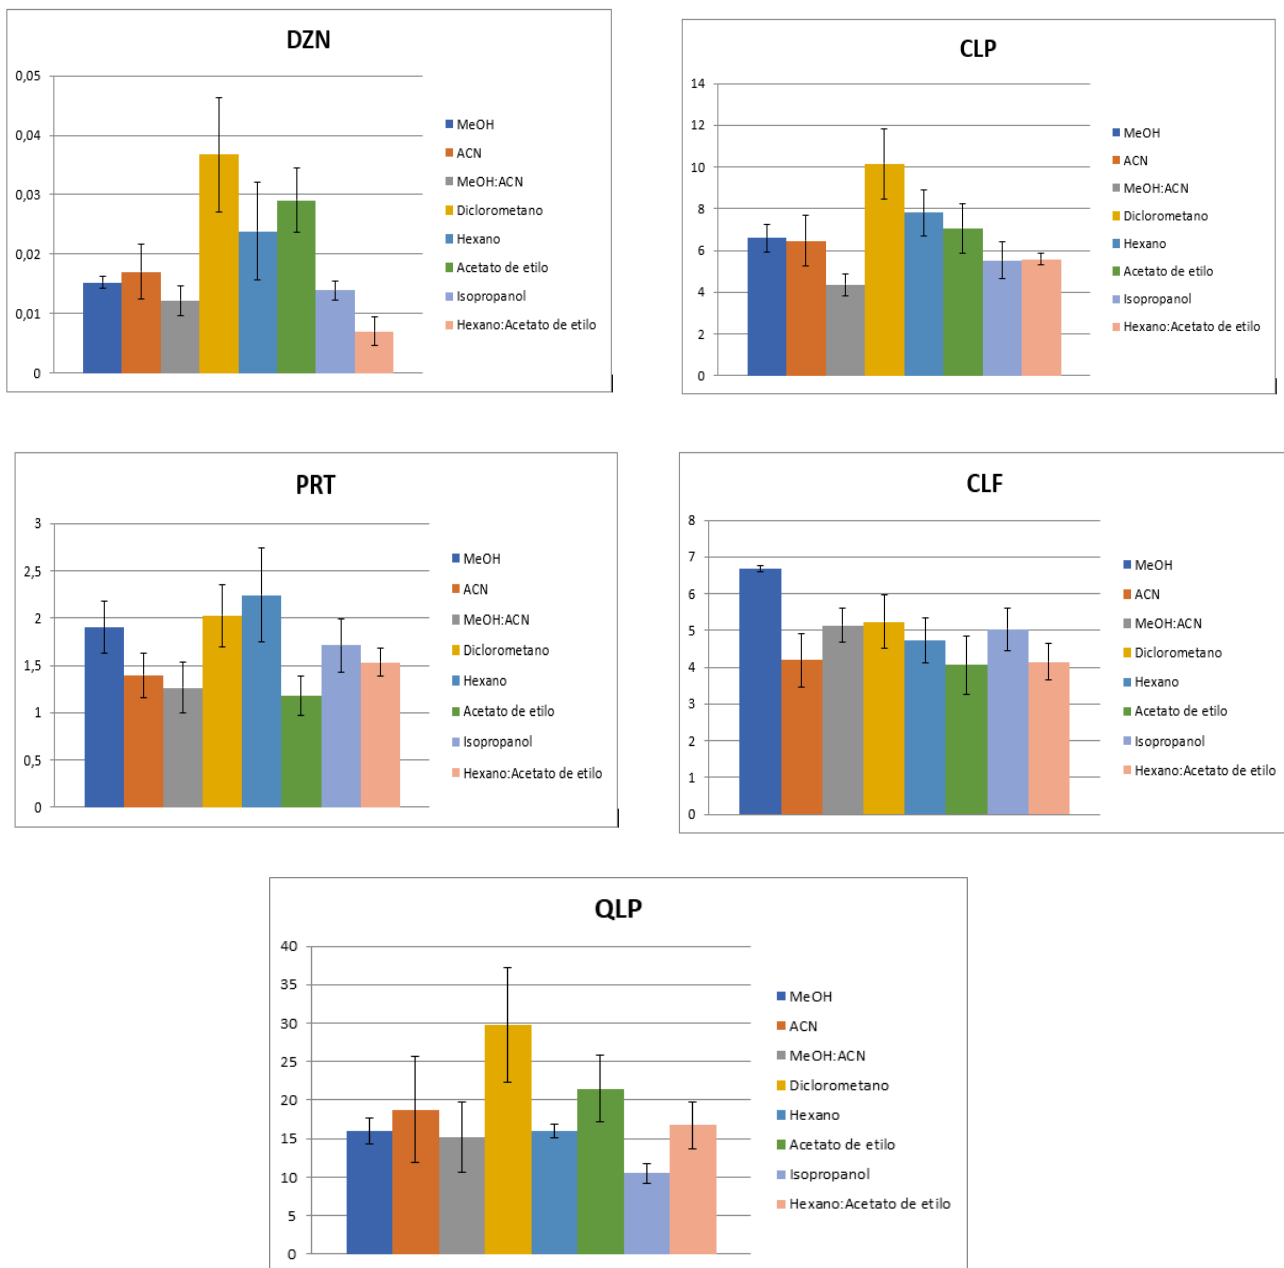 DZN
0,05
0,04
0,03
0,02
0,01
0
MeOH
ACN
MeOH:ACN
Diclorometano
Hexano
Acetato de etilo
Isopropanol
Hexano:Acetato de etilo
CLP
14
12
10
8
6
4
2
0
MeOH
ACN
MeOH:ACN
Diclorometano
Hexano
Acetato de etilo
Isopropanol
Hexano:Acetato de etilo
PRT
3
2,5
2
1,5
1
0,5
0
MeOH
ACN
MeOH:ACN
Diclorometano
Hexano
Acetato de etilo
Isopropanol
Hexano:Acetato de etilo
CLF
8
7
6
5
4
3
2
1
0
MeOH
ACN
MeOH:ACN
Diclorometano
Hexano
Acetato de etilo
Isopropanol
Hexano:Acetato de etilo
QLP
40
35
30
25
20
15
10
5
0
MeOH
ACN
MeOH:ACN
Diclorometano
Hexano
Acetato de etilo
Isopropanol
Hexano:Acetato de etilo